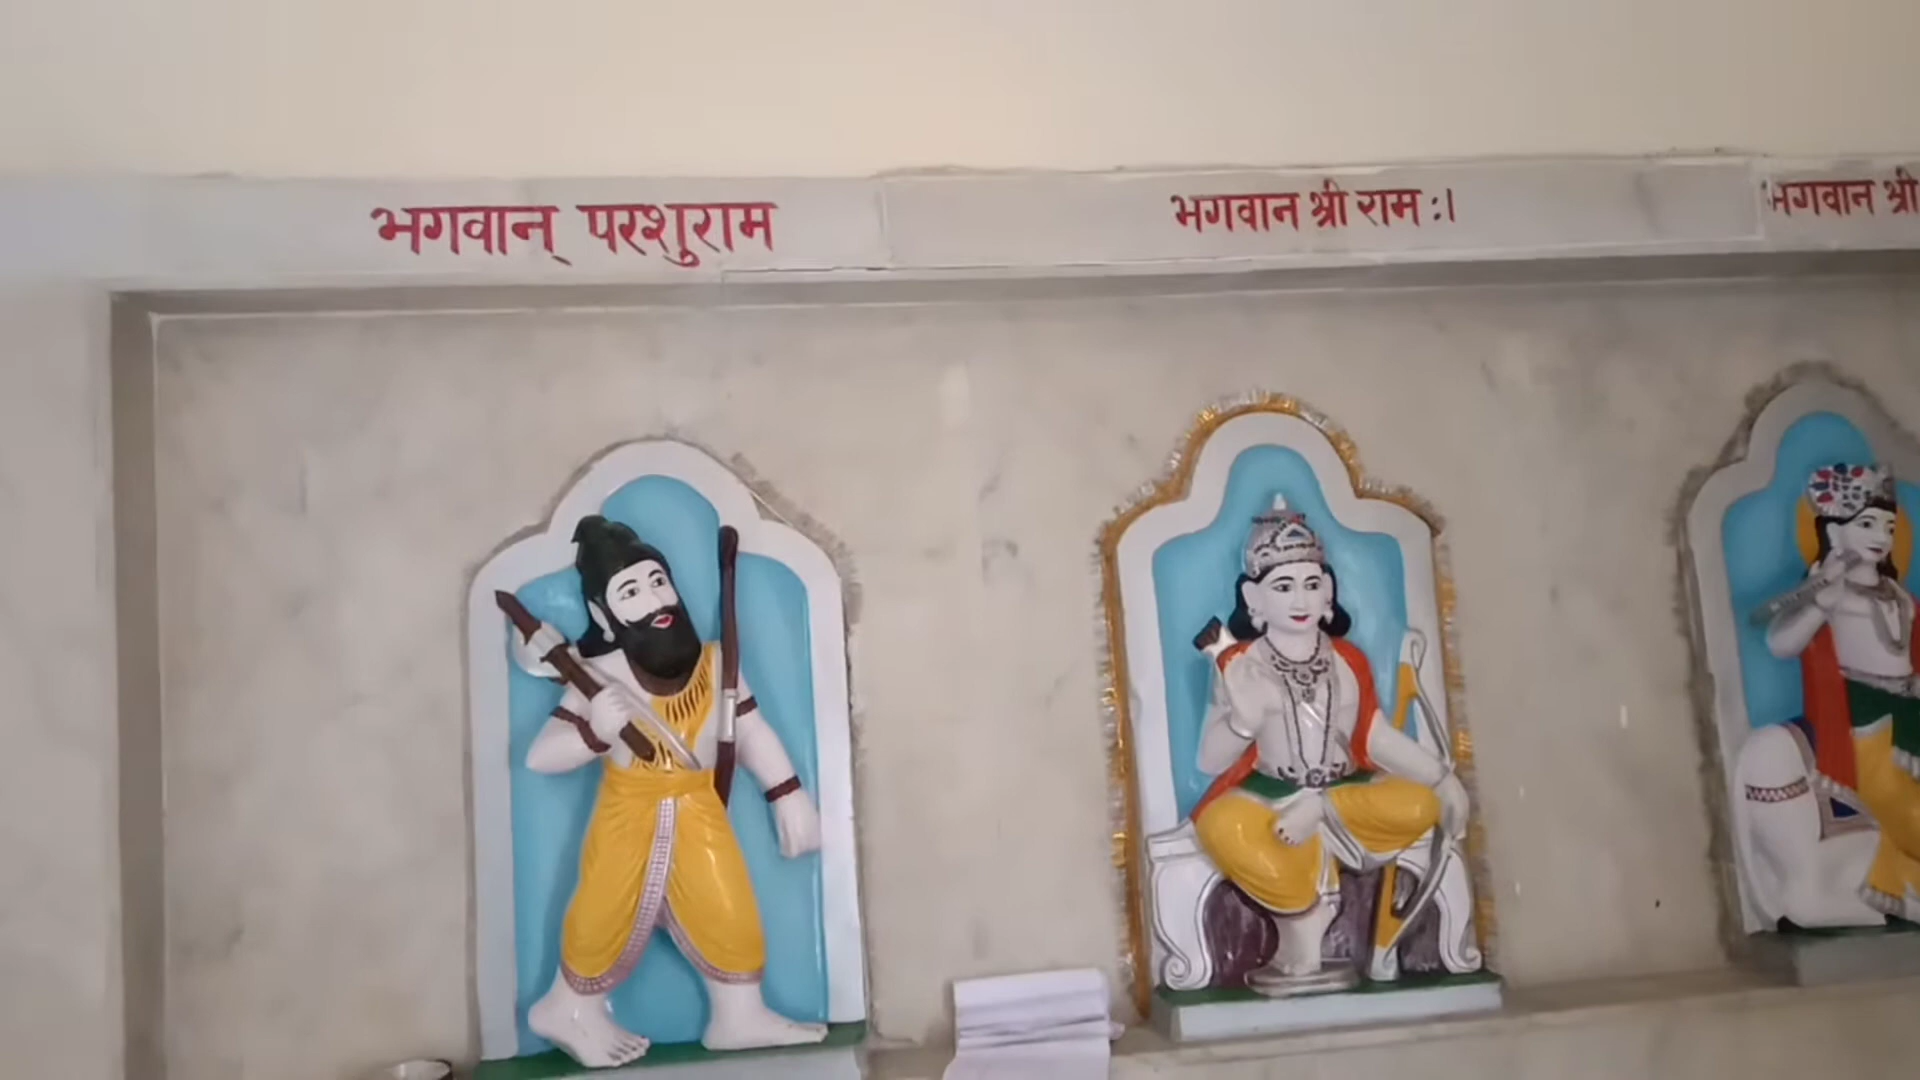 भगवान् परशुराम
भगवान श्री राम :।
भगवान श्री